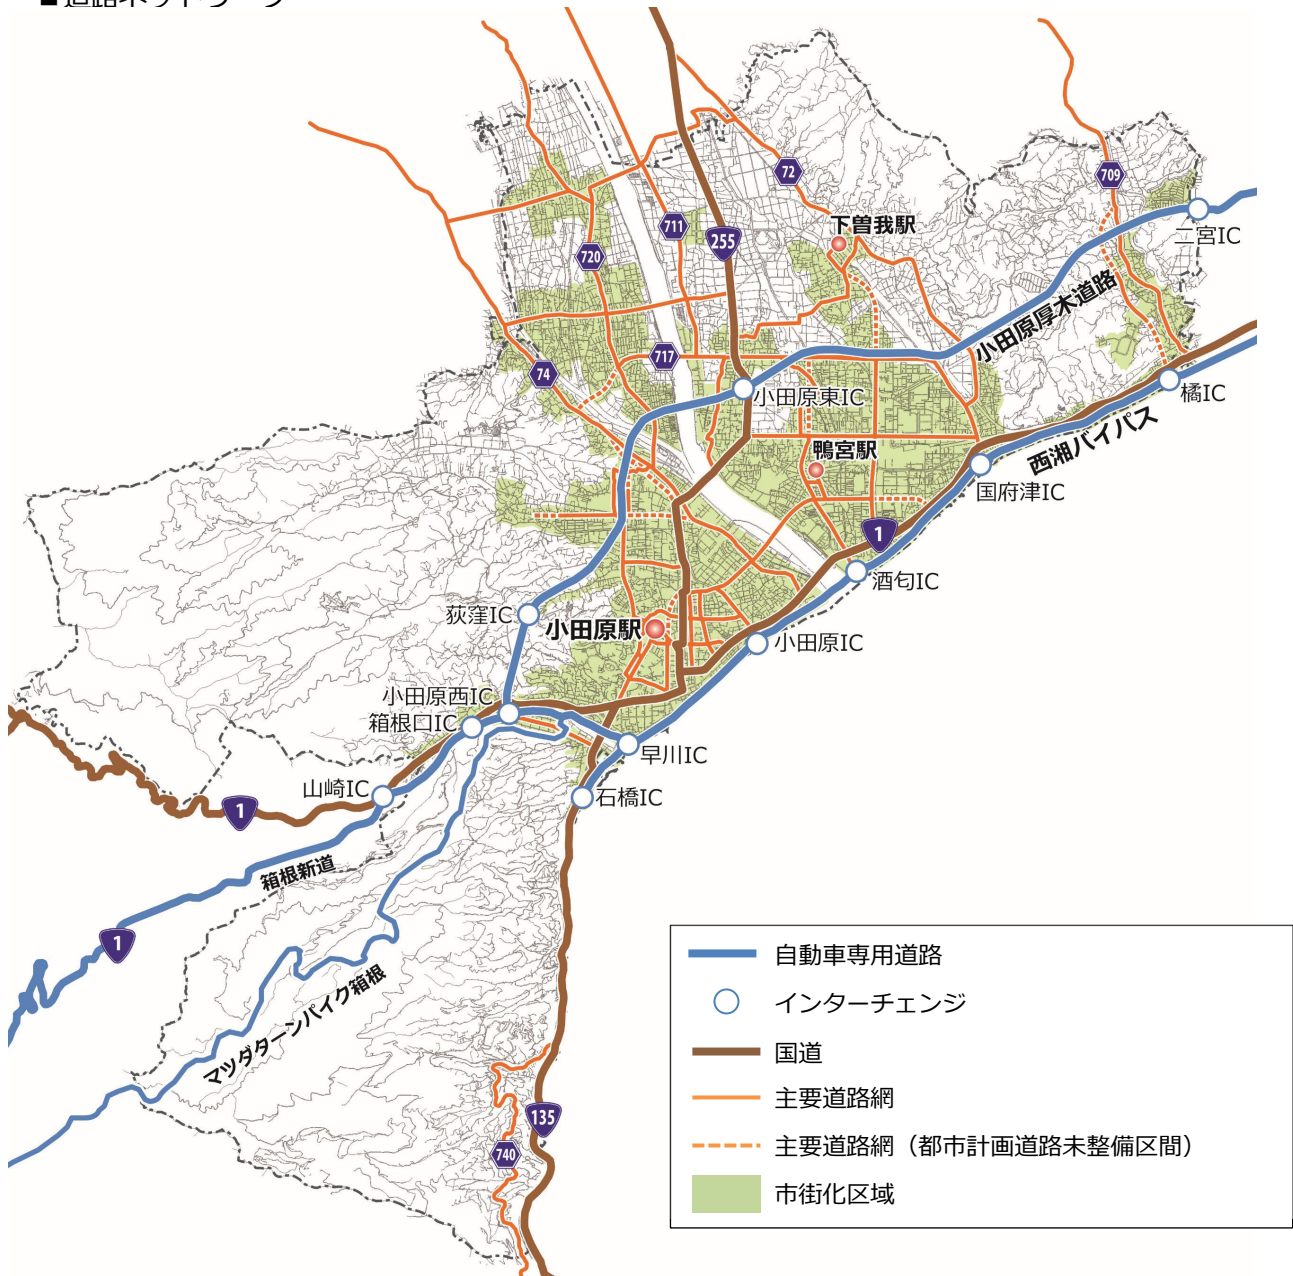 ■道路ネットワーク
72
709
711
下曽我駅
255
720
二宮IC
小田原厚木道路
717
74
小田原東IC
橘IC
西湘バイパス
鴨宮駅
国府津IC
1
酒匂IC
荻窪IC
小田原駅
小田原IC
小田原西IC
箱根口IC
早川IC
山崎IC
石橋IC
1
箱根新道
1
マツダターンパイク箱根
135
740
自動車専用道路
インターチェンジ
国道
主要道路網
主要道路網（都市計画道路未整備区間）
市街化区域